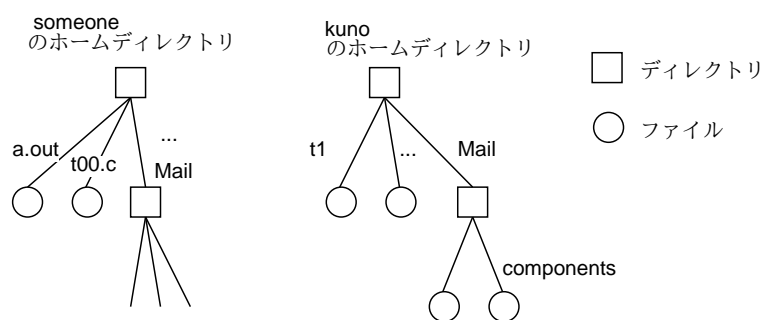 someone
のホームディレクトリ
kuno
のホームディレクトリ
ディレクトリ
ファイル
a.out
t00.c
...
Mail
t1
...
Mail
components